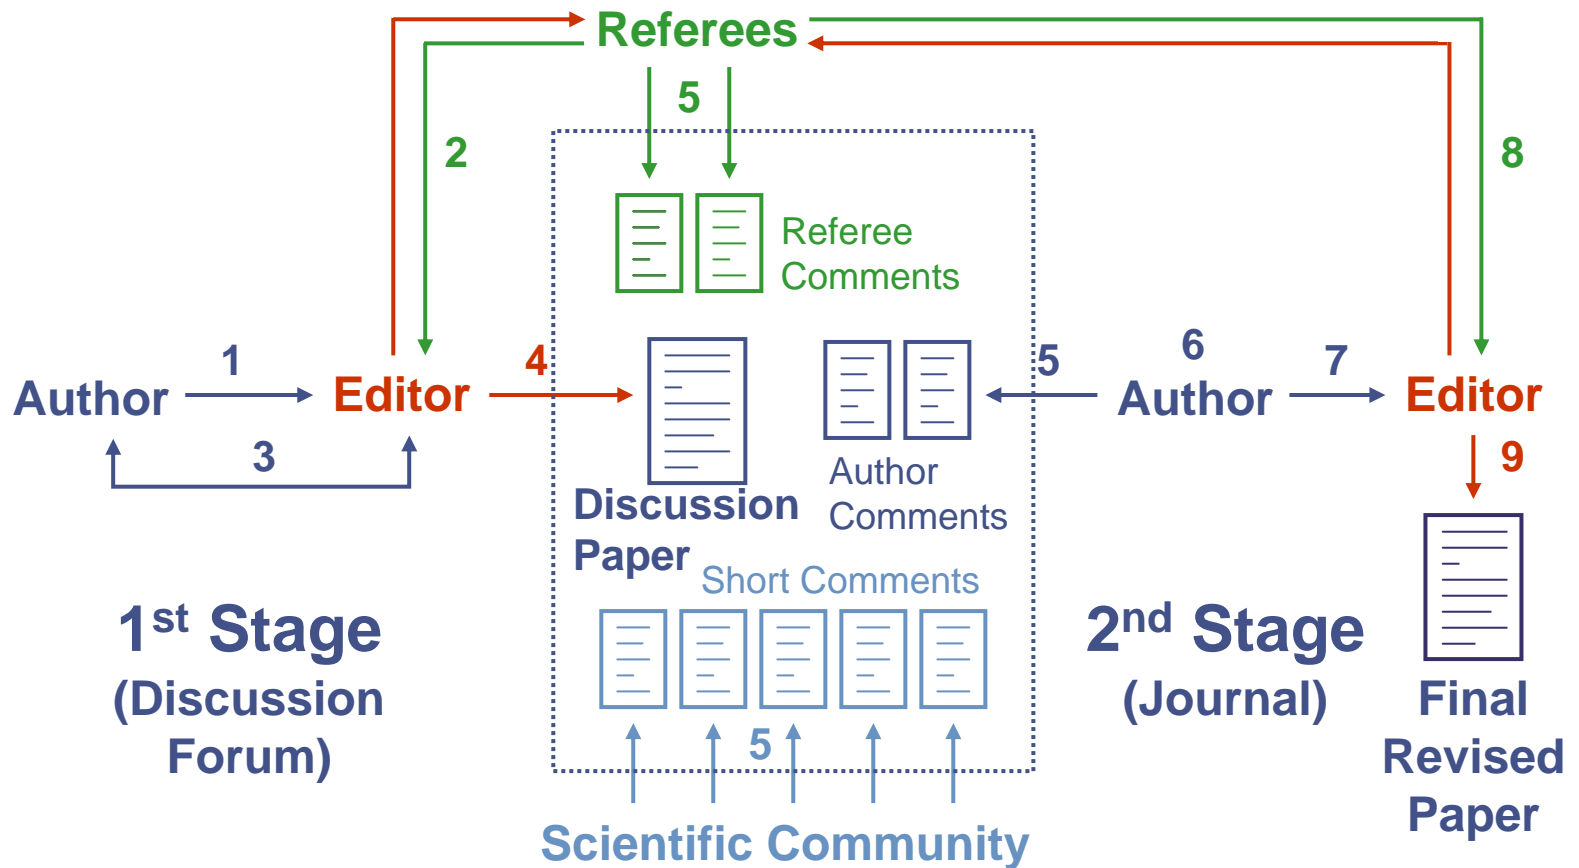 Referees
5
2
8
Referee
Comments
1
4
5
6
7
Author
Editor
Author
Editor
3
9
Author
Comments
Discussion
Paper
Short Comments
1st Stage
(Discussion
Forum)
2nd Stage
(Journal)
Final
Revised
Paper
5
Scientific Community